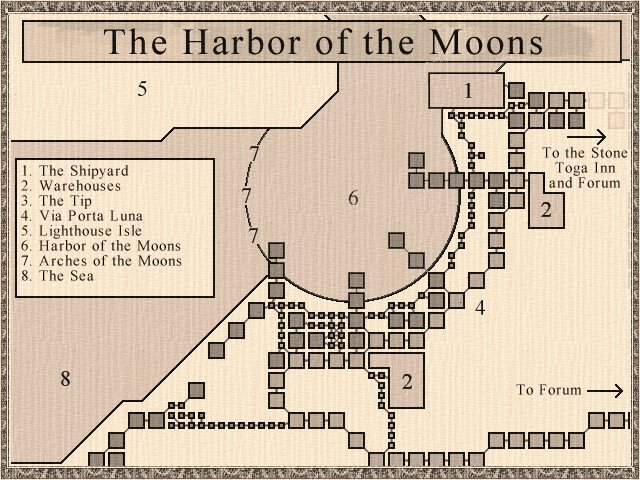 The Harbor of the Moons
5
1
7
To the Stone
Toga Inn
and Forum
1. The Shipyard
2. Warehouses
3. The Tip
4. Via Porta Luna
5. Lighthouse Isle
6. Harbor of the Moons
7. Arches of the Moons
8. The Sea
7
6
2
7
4
8
2
To Forum